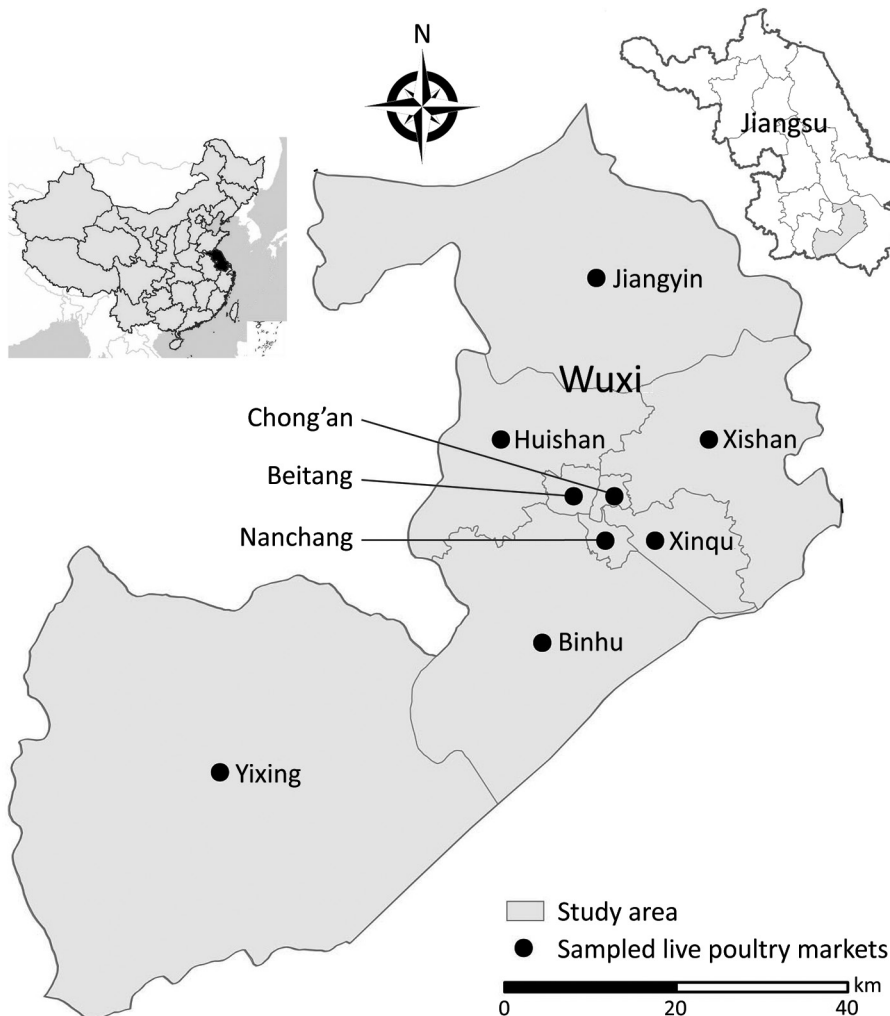 N
Jiangsu
Jiangyin
Wuxi
Chong’an
Huishan
Xishan
Beitang
Nanchang
Xinqu
Binhu
Yixing
Study area
Sampled live poultry markets
km
0 20 40